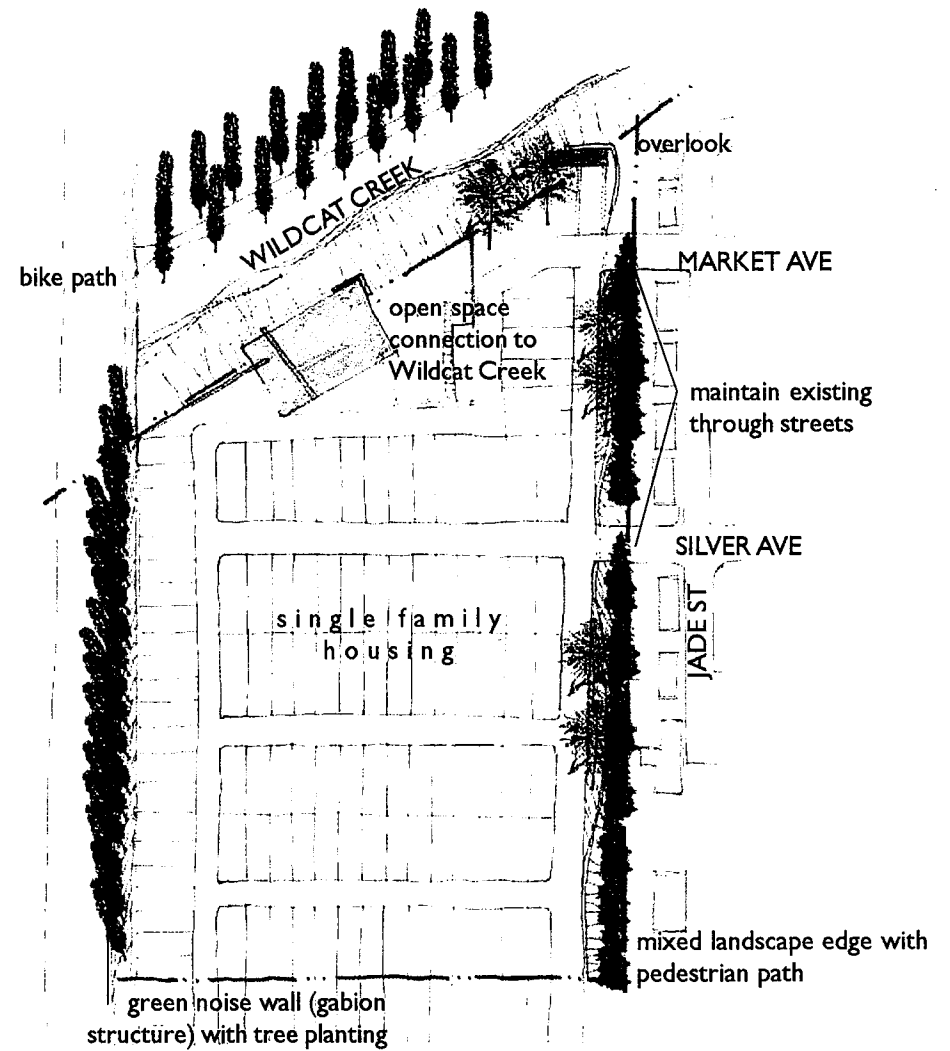 overlook
WILDCAT CREEK
MARKET AVE
bike path
open space
connection to
Wildcat Creek
maintain existing
through streets
SILVER AVE
single family
housing
JADE ST
mixed landscape edge with
pedestrian path
green noise wall (gabion
structure) with tree planting